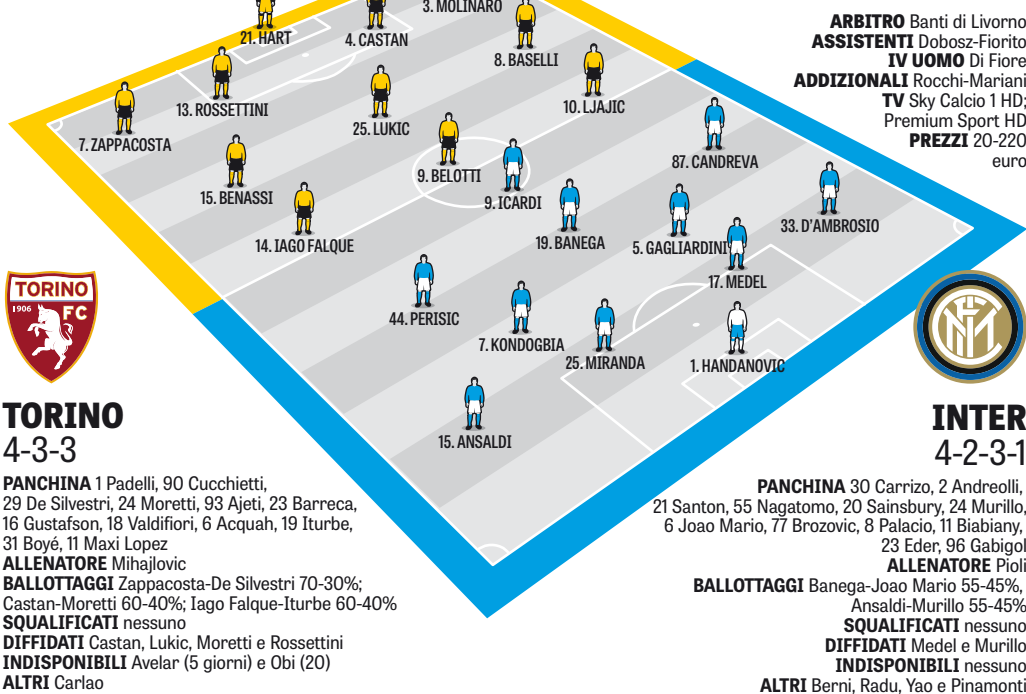 3. MOLINARO
21. HART
4. CASTAN
8. BASELLI
13. ROSSETTINI
10. LJAJIC
7. ZAPPACOSTA
25. LUKIC
15. BENASSI
9. BELOTTI
14. IAGO FALQUE
87. CANDREVA
9. ICARDI
33. D'AMBROSIO
19. BANEGA
5. GAGLIARDINI
17. MEDEL
44. PERISIC
7. KONDOGBIA
25. MIRANDA
1. HANDANOVIC
15. ANSALDI
ARBITRO Banti di Livorno
ASSISTENTI Dobosz-Fiorito
IV UOMO Di Fiore
ADDIZIONALI Rocchi-Mariani
TV Sky Calcio 1 HD;
Premium Sport HD
PREZZI 20-220
euro
TORINO
1906 FC
TORINO
4-3-3
PANCHINA 1 Padelli, 90 Cucchietti,
29 De Silvestri, 24 Moretti, 93 Ajeti, 23 Barreca,
16 Gustafson, 18 Valdifiori, 6 Acquah, 19 Iturbe,
31 Boyé, 11 Maxi Lopez
ALLENATORE Mihajlovic
BALLOTTAGGI Zappacosta-De Silvestri 70-30%;
Castan-Moretti 60-40%; Iago Falque-Iturbe 60-40%
SQUALIFICATI nessuno
DIFFIDATI Castan, Lukic, Moretti e Rossettini
INDISPONIBILI Avelar (5 giorni) e Obi (20)
ALTRI Carlao
INTER
4-2-3-1
PANCHINA 30 Carrizo, 2 Andreolli,
21 Santon, 55 Nagatomo, 20 Sainsbury, 24 Murillo,
6 Joao Mario, 77 Brozovic, 8 Palacio, 11 Biabiany,
23 Eder, 96 Gabigol
ALLENATORE Pioli
BALLOTTAGGI Banega-Joao Mario 55-45%,
Ansaldi-Murillo 55-45%
SQUALIFICATI nessuno
DIFFIDATI Medel e Murillo
INDISPONIBILI nessuno
ALTRI Berni, Radu, Yao e Pinamonti